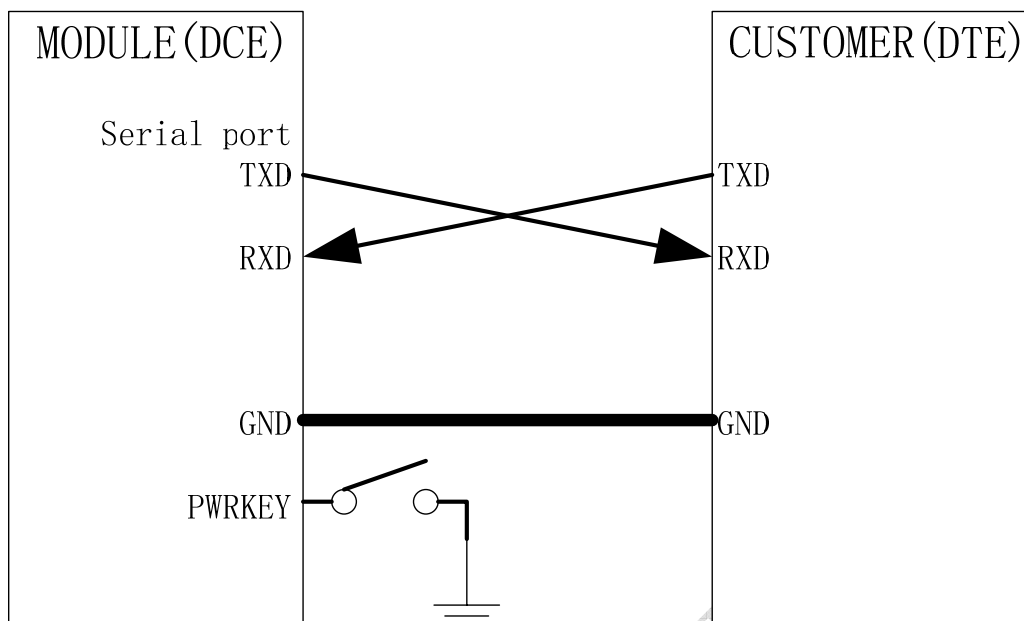 MODULE(DCE)
CUSTOMER(DTE)
Serial port
TXD
TXD
RXD
RXD
GND
GND
PWRKEY